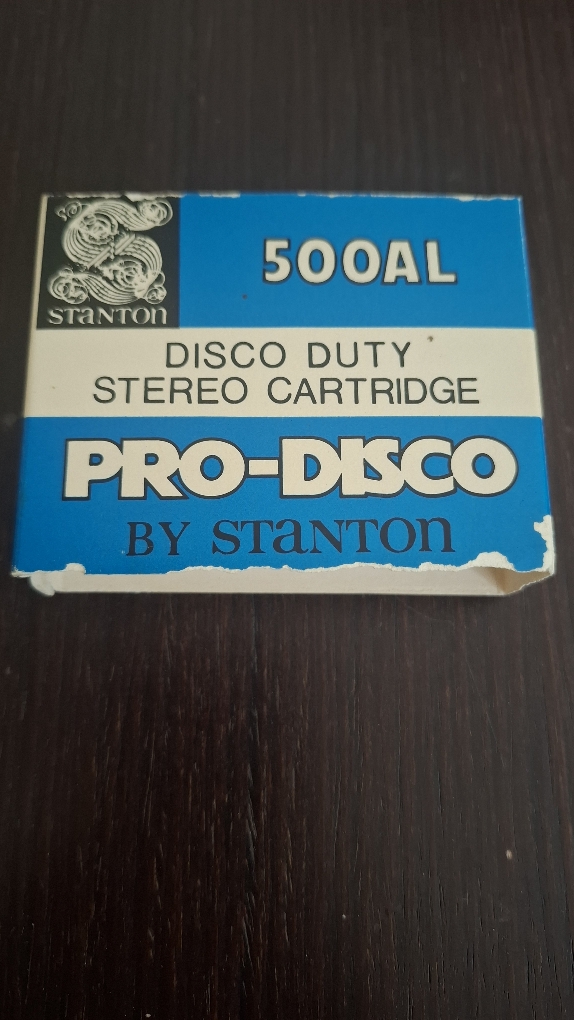 STANTON
500AL
DISCO DUTY
STEREO CARTRIDGE
PRO-DISCO
BY STANTON